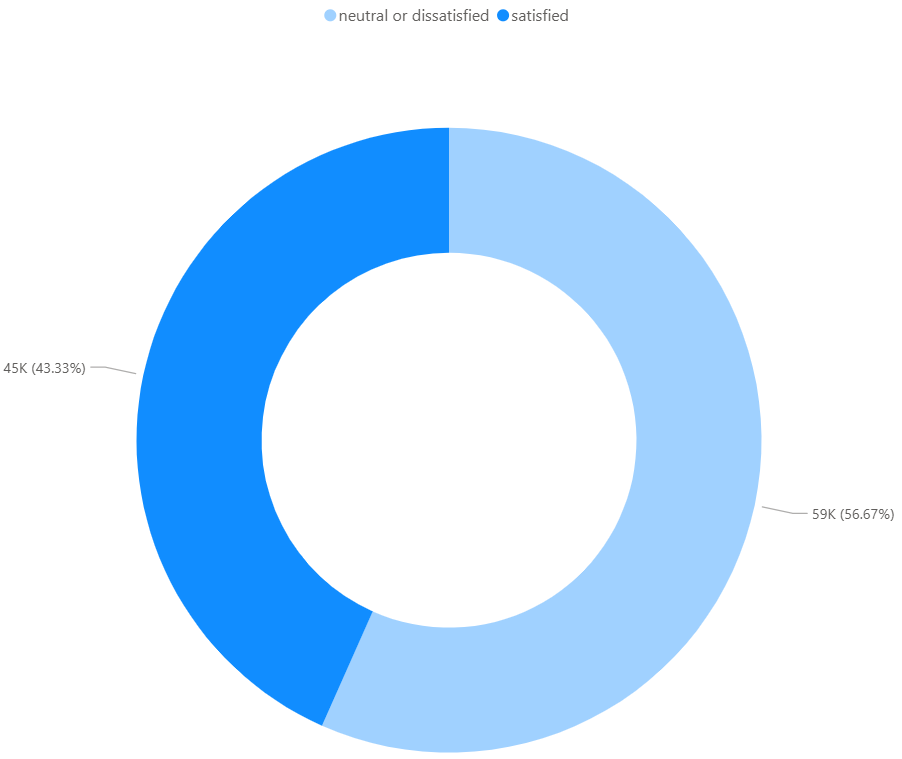 neutral or dissatisfied satisfied
45K (43.33%)
59K (56.67%)